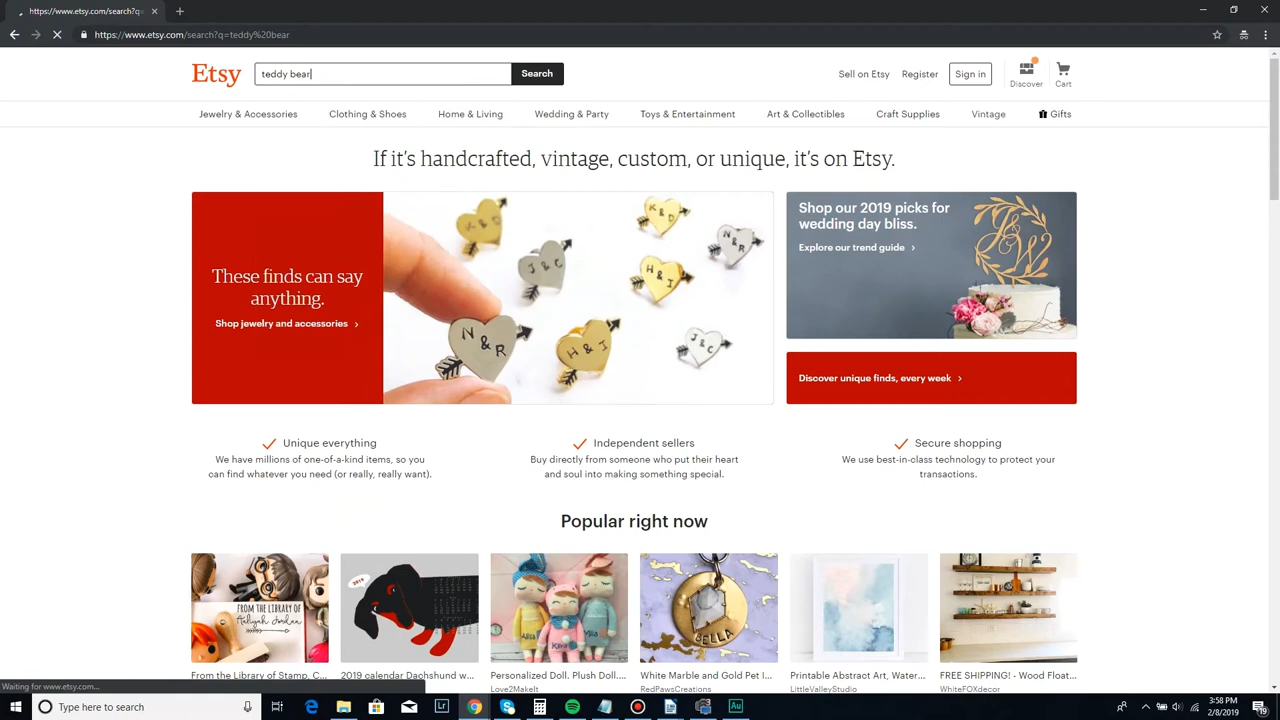 https://www.etsy.com/search?q=
https://www.etsy.com/search?q=teddy%20bear
Etsy
teddy bear
Search
Sell on Etsy
Register
Sign in
Discover
Cart
Jewelry & Accessories
Clothing & Shoes
Home & Living
Wedding & Party
Toys & Entertainment
Art & Collectibles
Craft Supplies
Vintage
Gifts
If it's handcrafted, vintage, custom, or unique, it's on Etsy.
These finds can say
anything.
Shop jewelry and accessories >
K & D
N & R
J & C
H & I
N & R
H & I
J & C
Shop our 2019 picks for
wedding day bliss.
Explore our trend guide >
J&W
Discover unique finds, every week >
Unique everything
We have millions of one-of-a-kind items, so you
can find whatever you need (or really, really want).
Independent sellers
Buy directly from someone who put their heart
and soul into making something special.
Secure shopping
We use best-in-class technology to protect your
transactions.
Popular right now
FROM THE LIBRARY OF
Aaliyah Jordan
2019
BELLA
From the Library of Stamp, C...
2019 calendar Dachshund w...
Personalized Doll. Plush Doll....
Love2MakeIt
White Marble and Gold Pet I...
RedPawsCreations
Printable Abstract Art, Water...
LittleValleyStudio
FREE SHIPPING! - Wood Float...
WhiteFOXdecor
Waiting for www.etsy.com...
Type here to search
3:58 PM
2/8/2019